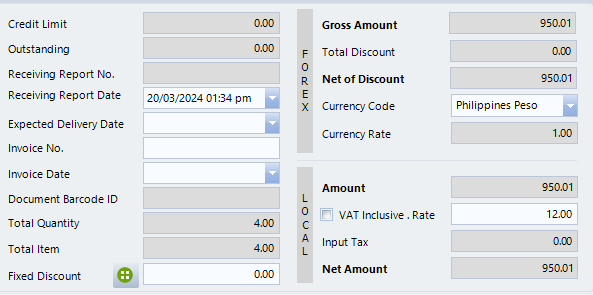 Credit Limit 0.00
Outstanding 0.00
Receiving Report No.
Receiving Report Date 20/03/2024 01:34 pm
Expected Delivery Date
Invoice No.
Invoice Date
Document Barcode ID
Total Quantity 4.00
Total Item 4.00
Fixed Discount 0.00
FOREX
Gross Amount 950.01
Total Discount 0.00
Net of Discount 950.01
Currency Code Philippines Peso
Currency Rate 1.00
LOCAL
Amount 950.01
VAT Inclusive . Rate 12.00
Input Tax 0.00
Net Amount 950.01